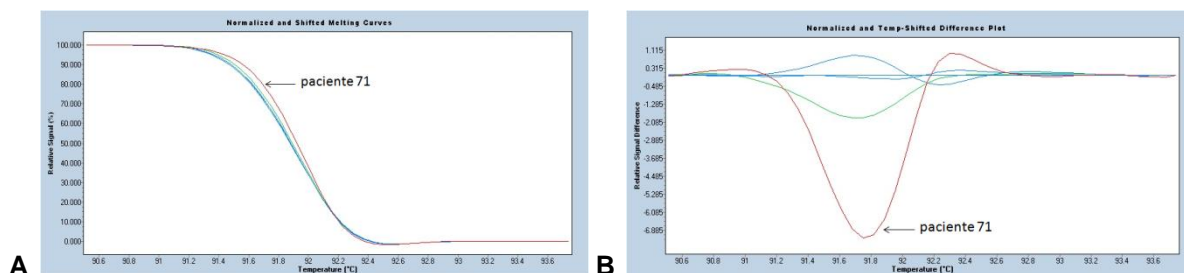 Normalized and Shifted Melting Curves
100.000
90.000
80.000
70.000
60.000
50.000
40.000
30.000
20.000
10.000
0.000
Relative Signal (%)
paciente 71
90.6 90.8 91 91.2 91.4 91.6 91.8 92 92.2 92.4 92.6 92.8 93 93.2 93.4 93.6
Temperature (°C)
A
Normalized and Temp-Shifted Difference Plot
1.115
0.315
-0.485
-1.285
-2.085
-2.885
-3.685
-4.485
-5.285
-6.085
-6.885
Relative Signal Difference
paciente 71
90.6 90.8 91 91.2 91.4 91.6 91.8 92 92.2 92.4 92.6 92.8 93 93.2 93.4 93.6
Temperature (°C)
B